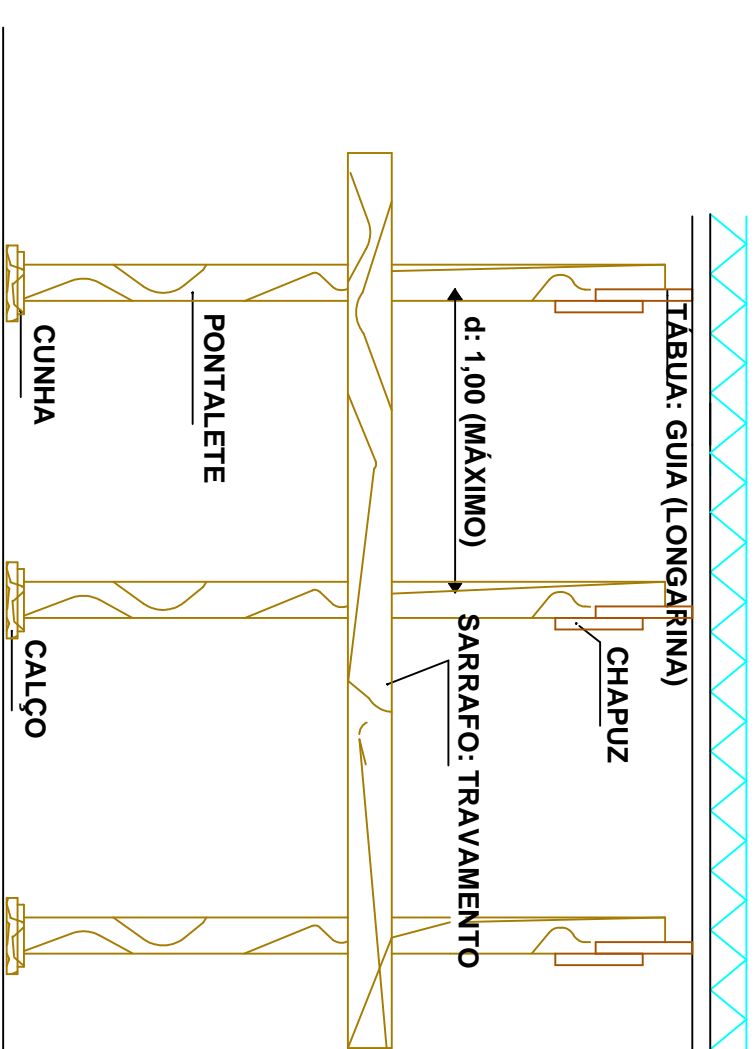 TÁBUA: GUIA (LONGARINA)
CHAPUZ
d: 1,00 (MÁXIMO)
SARRAFO: TRAVAMENTO
PONTALETE
CUNHA
CALÇO